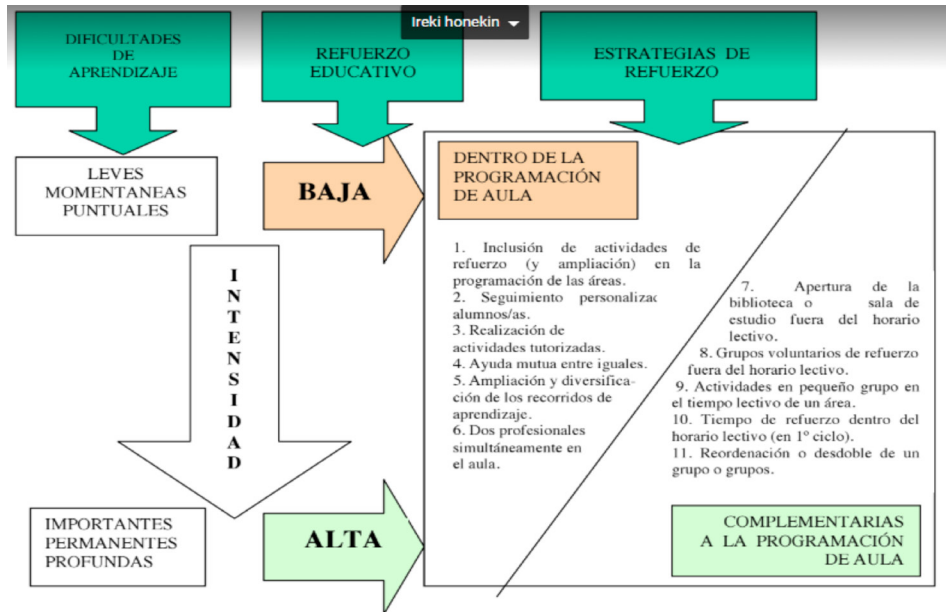 Ireki honekin
DIFICULTADES
DE
APRENDIZAJE
REFUERZO
EDUCATIVO
ESTRATEGIAS DE
REFUERZO
LEVES
MOMENTANEAS
PUNTUALES
BAJA
DENTRO DE LA
PROGRAMACIÓN
DE AULA
INTENSIDAD
1. Inclusión de actividades de
refuerzo (y ampliación) en la
programación de las áreas.
2. Seguimiento
alumnos/as.
3. Realización de
actividades tutorizadas.
4. Ayuda mutua entre iguales.
5. Ampliación y diversifica-
ción de los recorridos de
aprendizaje.
6. Dos profesionales
simultáneamente en
el aula.
7. Apertura de la
biblioteca o sala de
estudio fuera del horario
lectivo.
8. Grupos voluntarios de refuerzo
fuera del horario lectivo.
9. Actividades en pequeño grupo en
el tiempo lectivo de un área.
10. Tiempo de refuerzo dentro del
horario lectivo (en 1º ciclo).
11. Reordenación o desdoble de un
grupo o grupos.
IMPORTANTES
PERMANENTES
PROFUNDAS
ALTA
COMPLEMENTARIAS
A LA PROGRAMACIÓN
DE AULA